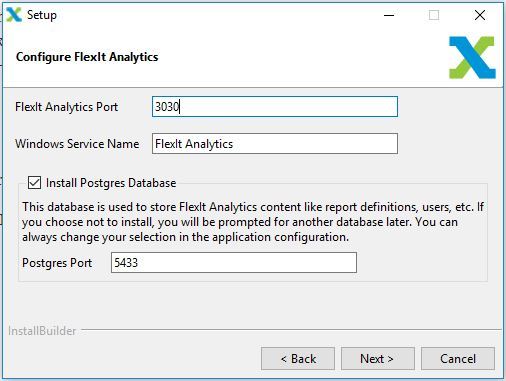 Setup
Configure FlexIt Analytics
FlexIt Analytics Port 3030
Windows Service Name FlexIt Analytics
Install Postgres Database
This database is used to store FlexIt Analytics content like report definitions, users, etc. If
you choose not to install, you will be prompted for another database later. You can
always change your selection in the application configuration.
Postgres Port 5433
InstallBuilder
< Back Next > Cancel